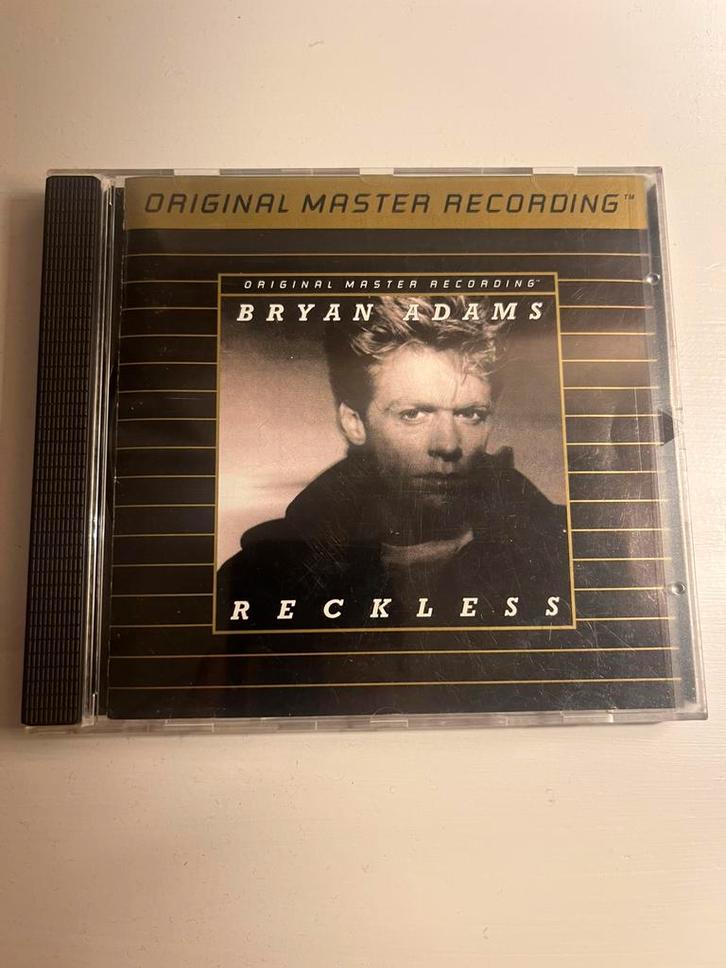 ORIGINAL MASTER RECORDING™
ORIGINAL MASTER RECORDING™
BRYAN ADAMS
RECKLESS